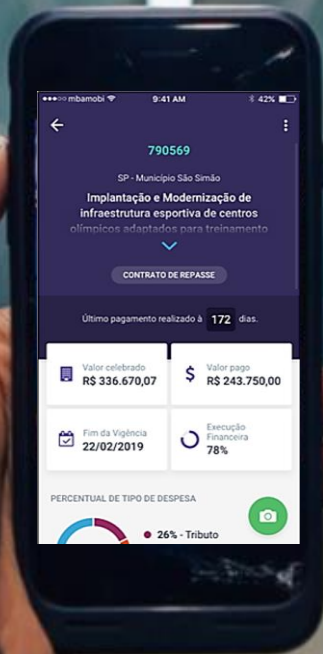 mbamobi 9:41 AM 42%
790569
SP - Município São Simão
Implantação e Modernização de
infraestrutura esportiva de centros
olímpicos adaptados para treinamento
CONTRATO DE REPASSE
Último pagamento realizado à 172 dias.
Valor celebrado
R$ 336.670,07
Valor pago
R$ 243.750,00
Fim da Vigência
22/02/2019
Execução
Financeira
78%
PERCENTUAL DE TIPO DE DESPESA
26% - Tributo